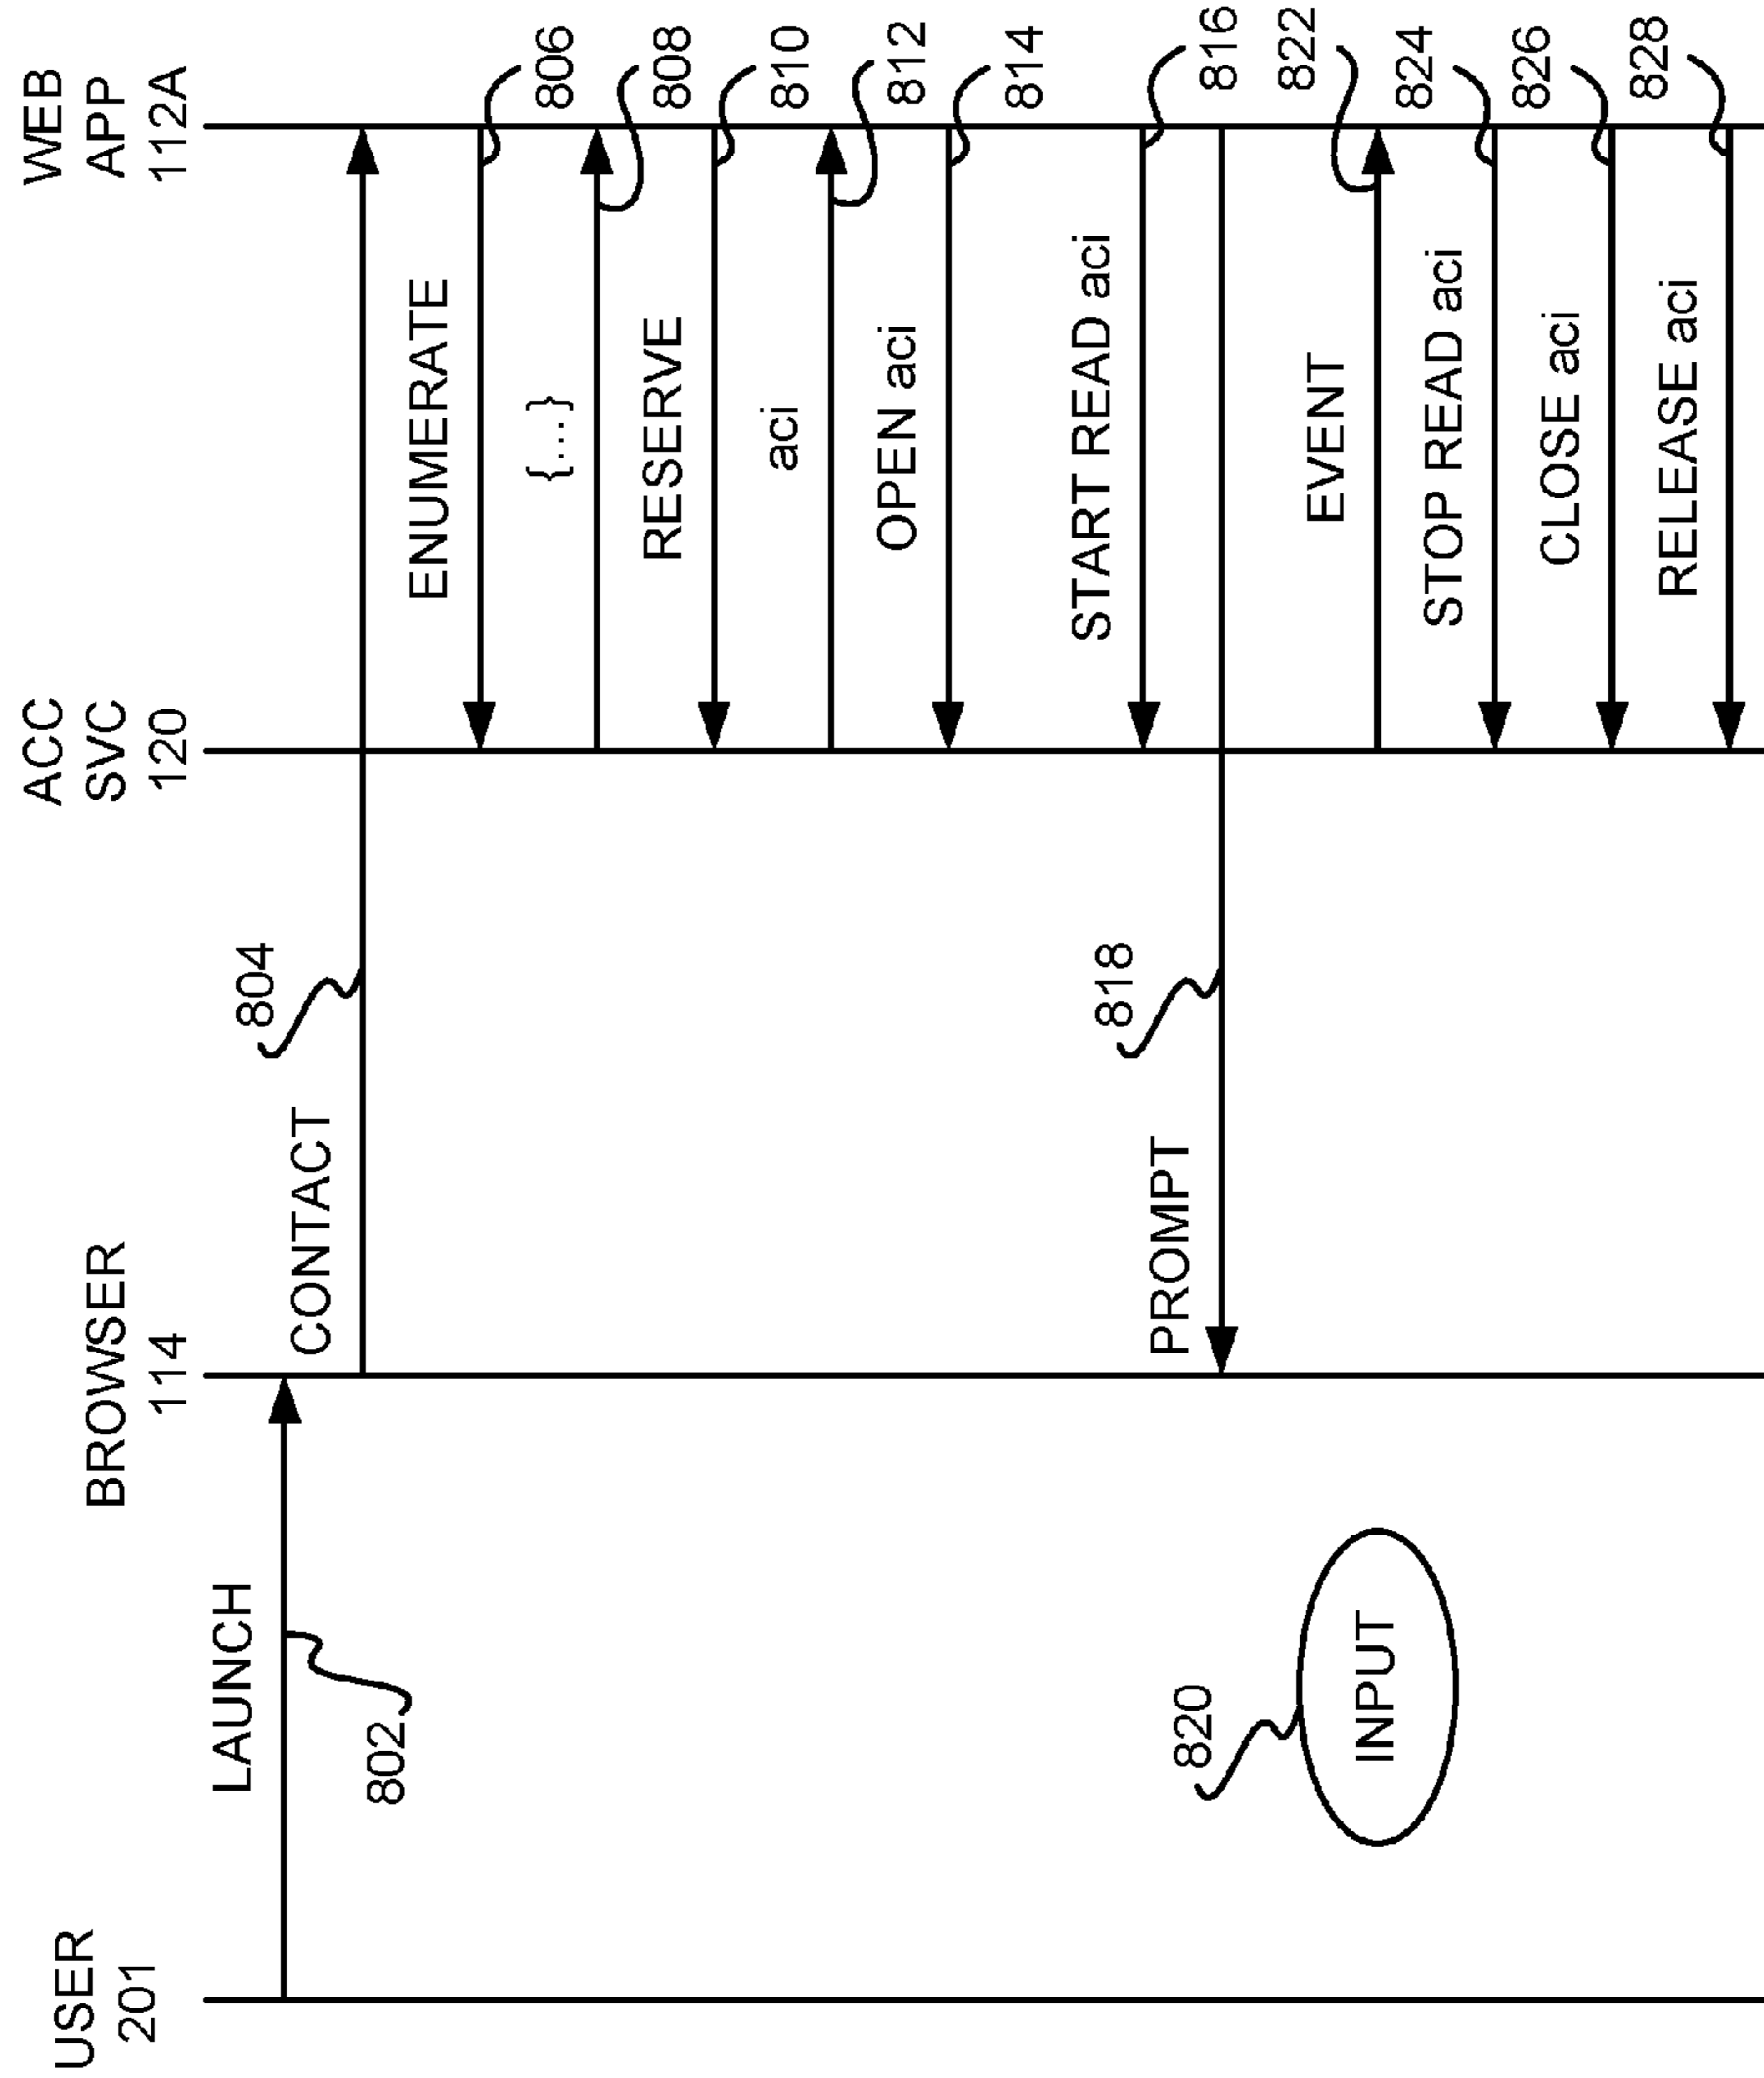 USER
201
BROWSER
114
ACC
SVC
120
WEB
APP
112A
LAUNCH
802
CONTACT
804
ENUMERATE
806
{...}
808
RESERVE
810
aci
812
OPEN aci
814
START READ aci
816
PROMPT
818
INPUT
820
EVENT
822
STOP READ aci
824
CLOSE aci
826
RELEASE aci
828